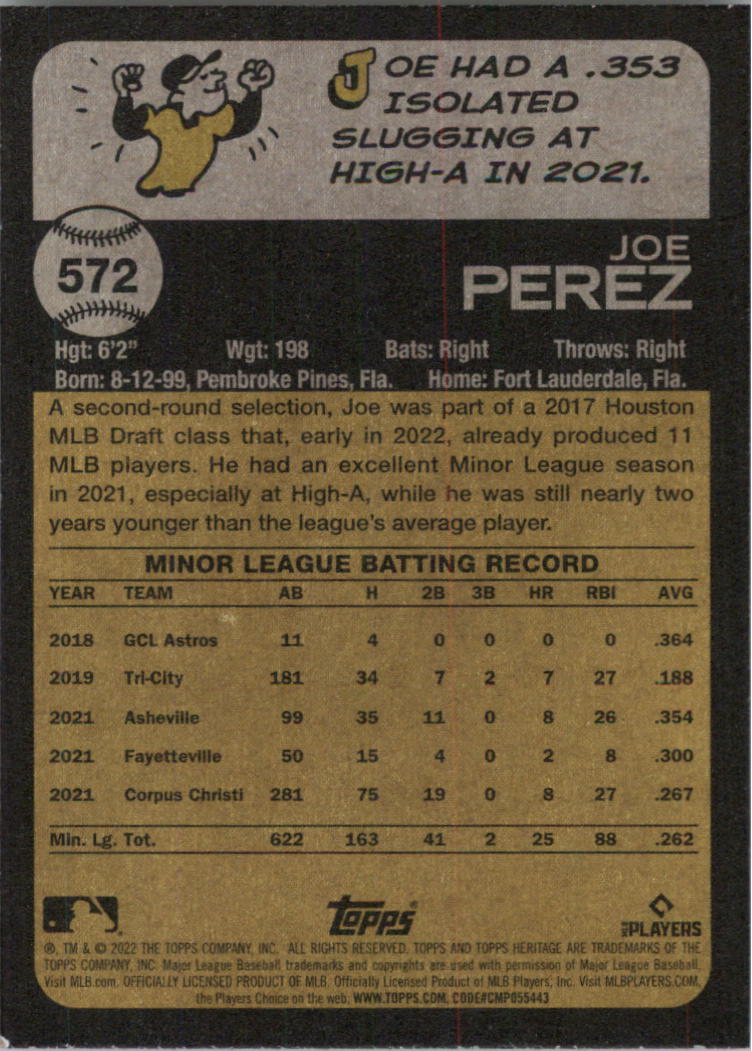 JOE HAD A .353
ISOLATED
SLUGGING AT
HIGH-A IN 2021.
572
JOE
PEREZ
Hgt: 6'2" Wgt: 198 Bats: Right Throws: Right
Born: 8-12-99, Pembroke Pines, Fla. Home: Fort Lauderdale, Fla.
A second-round selection, Joe was part of a 2017 Houston
MLB Draft class that, early in 2022, already produced 11
MLB players. He had an excellent Minor League season
in 2021, especially at High-A, while he was still nearly two
years younger than the league's average player.
MINOR LEAGUE BATTING RECORD
YEAR TEAM AB H 2B 3B HR RBI AVG
2018 GCL Astros 11 4 0 0 0 0 .364
2019 Tri-City 181 34 7 2 7 27 .188
2021 Asheville 99 35 11 0 8 26 .354
2021 Fayetteville 50 15 4 0 2 8 .300
2021 Corpus Christi 281 75 19 0 8 27 .267
Min. Lg. Tot. 622 163 41 2 25 88 .262
Topps®
MLB PLAYERS
®, TM & © 2022 THE TOPPS COMPANY, INC. ALL RIGHTS RESERVED. TOPPS AND TOPPS HERITAGE ARE TRADEMARKS OF THE
TOPPS COMPANY, INC. Major League Baseball trademarks and copyrights are used with permission of Major League Baseball.
Visit MLB.com. OFFICIALLY LICENSED PRODUCT OF MLB. Officially Licensed Product of MLB Players, Inc. Visit MLBPLAYERS.COM,
the Players Choice on the web. WWW.TOPPS.COM. CODE#CMP055443